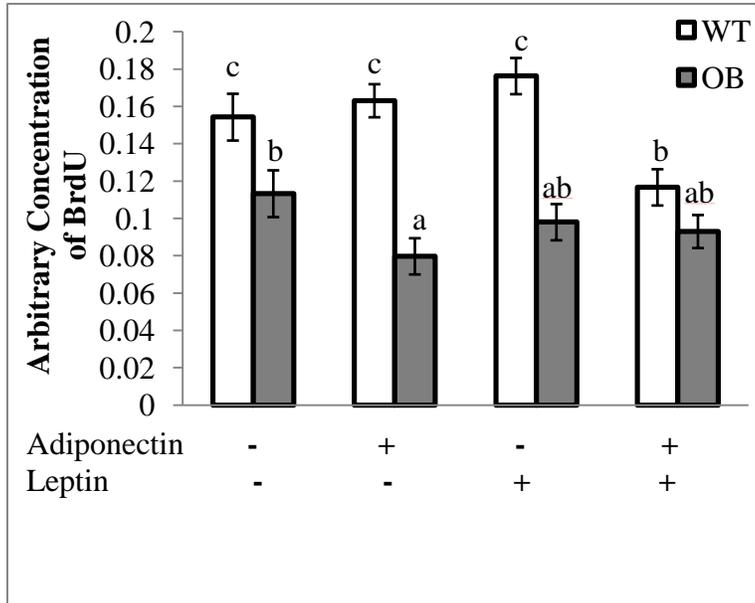 Arbitrary Concentration
of BrdU
0.2
0.18
0.16
0.14
0.12
0.1
0.08
0.06
0.04
0.02
0
c
b
c
a
c
ab
b
ab
WT
OB
Adiponectin - + - +
Leptin - - + +